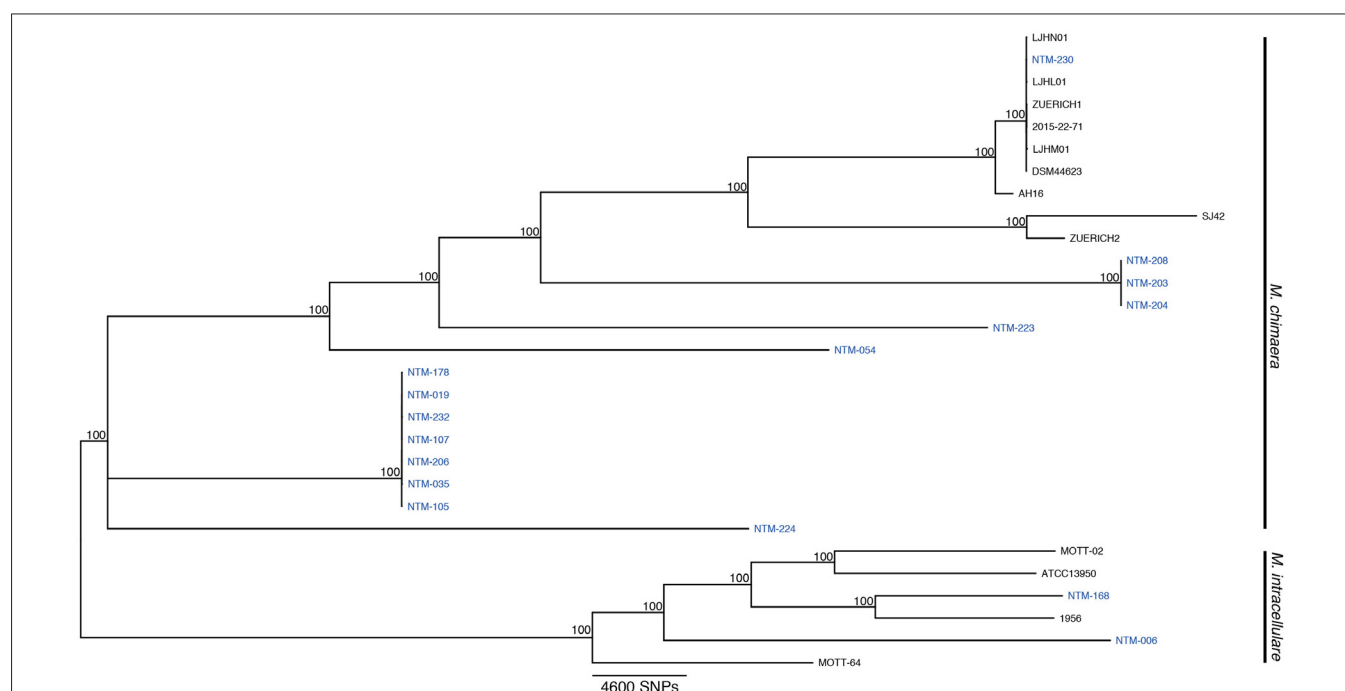 LJHN01
NTM-230
LJHL01
ZUERICH1
100
2015-22-71
LJHM01
100
DSM44623
100
AH16
SJ42
100
100
ZUERICH2
NTM-208
100
100
NTM-203
NTM-204
100
NTM-223
NTM-054
NTM-178
NTM-019
NTM-232
NTM-107
100
NTM-206
100
NTM-035
NTM-105
NTM-224
M. chimaera
MOTT-02
100
ATCC13950
100
NTM-168
100
100
1956
100
NTM-006
MOTT-64
M. intracellulare
4600 SNPs